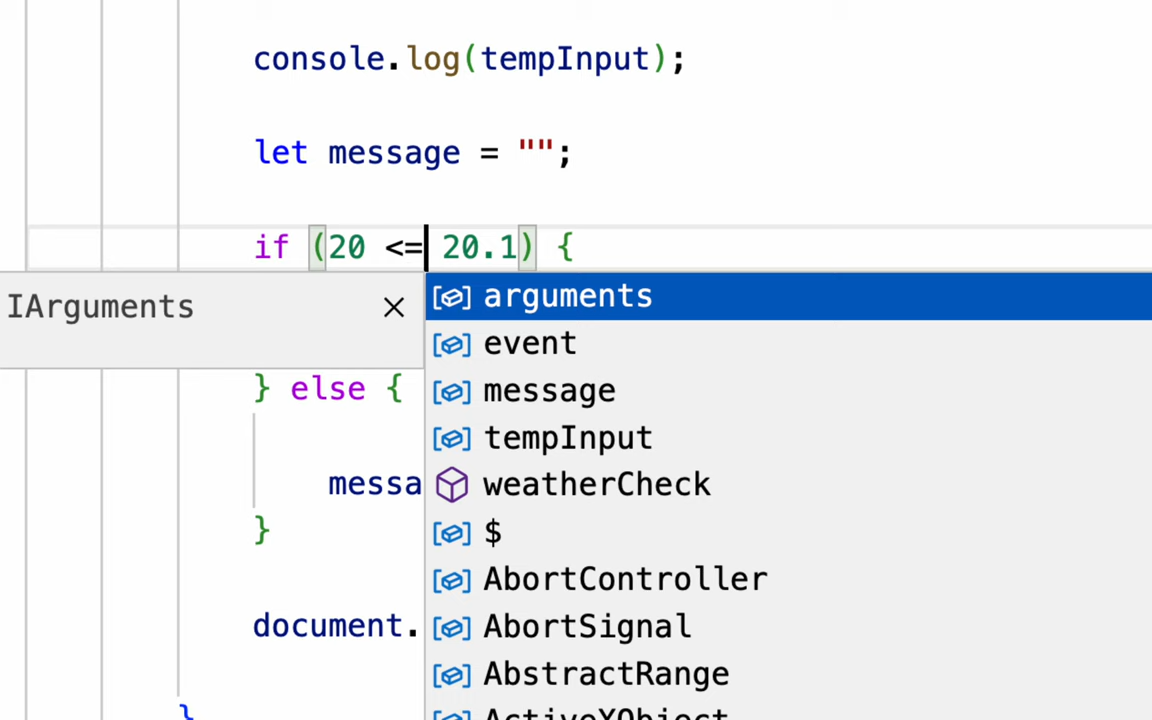 console.log(tempInput);
let message = "";
if (20 <= 20.1) {
IArguments
arguments
event
message
} else {
tempInput
weatherCheck
messa
$
}
AbortController
document.
AbortSignal
AbstractRange
ActiveXObject
}